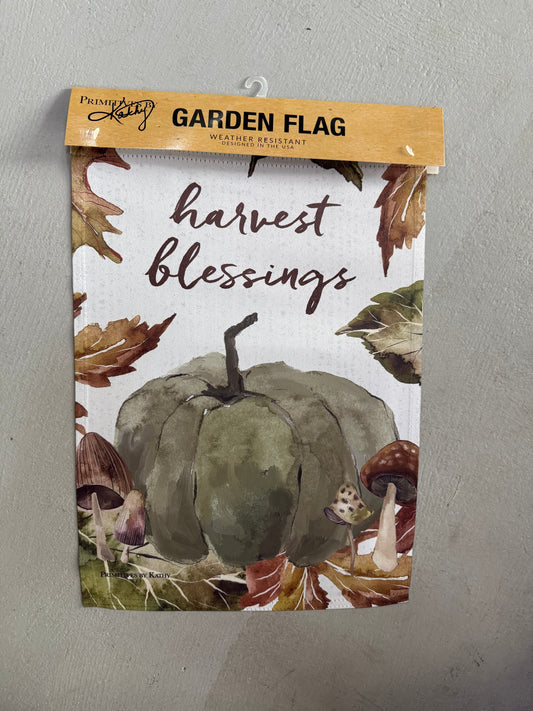 PRIMITIVES BY
Kathy
GARDEN FLAG
WEATHER RESISTANT
DESIGNED IN THE USA
harvest
blessings
PRIMITIVES BY KATHY